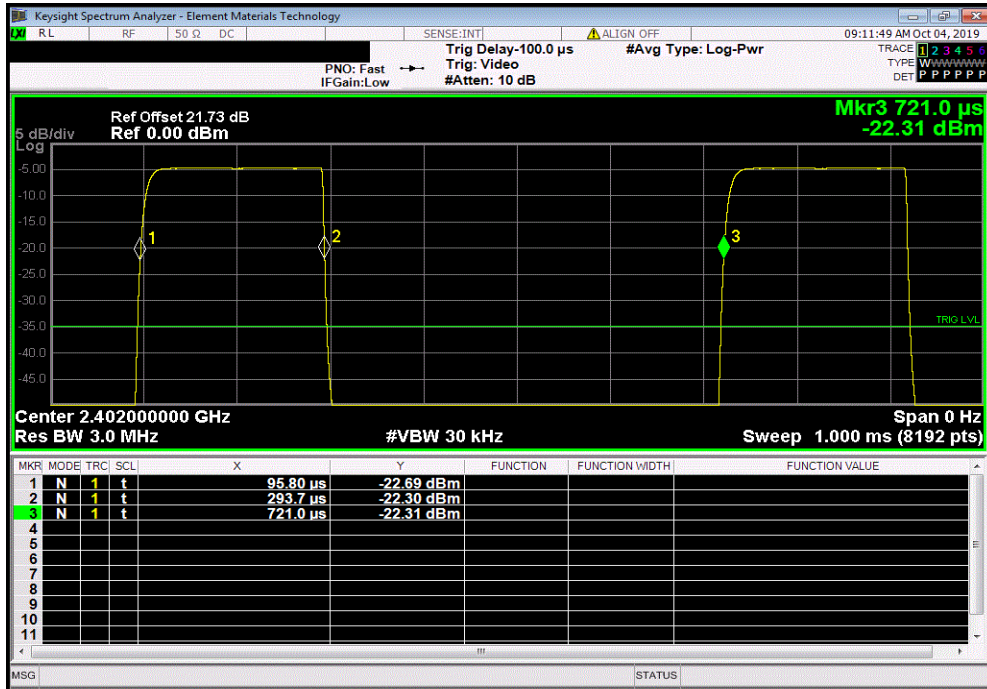 Keysight Spectrum Analyzer - Element Materials Technology
LXI RL RF 50 Ω DC SENSE:INT ALIGN OFF 09:11:49 AM Oct 04, 2019
Trig Delay-100.0 µs #Avg Type: Log-Pwr TRACE 1 2 3 4 5 6
PNO: Fast Trig: Video TYPE WWWWWW
IFGain:Low #Atten: 10 dB DET P P P P P P
Mkr3 721.0 µs
Ref Offset 21.73 dB
5 dB/div Ref 0.00 dBm -22.31 dBm
Log
-5.00
-10.0
-15.0
1 2 3
-20.0
-25.0
-30.0
-35.0 TRIG LVL
-40.0
-45.0
Center 2.402000000 GHz Span 0 Hz
Res BW 3.0 MHz #VBW 30 kHz Sweep 1.000 ms (8192 pts)
MKR MODE TRC SCL X Y FUNCTION FUNCTION WIDTH FUNCTION VALUE
1 N 1 t 95.80 µs -22.69 dBm
2 N 1 t 293.7 µs -22.30 dBm
3 N 1 t 721.0 µs -22.31 dBm
4
5
6
7
8
9
10
11
MSG STATUS